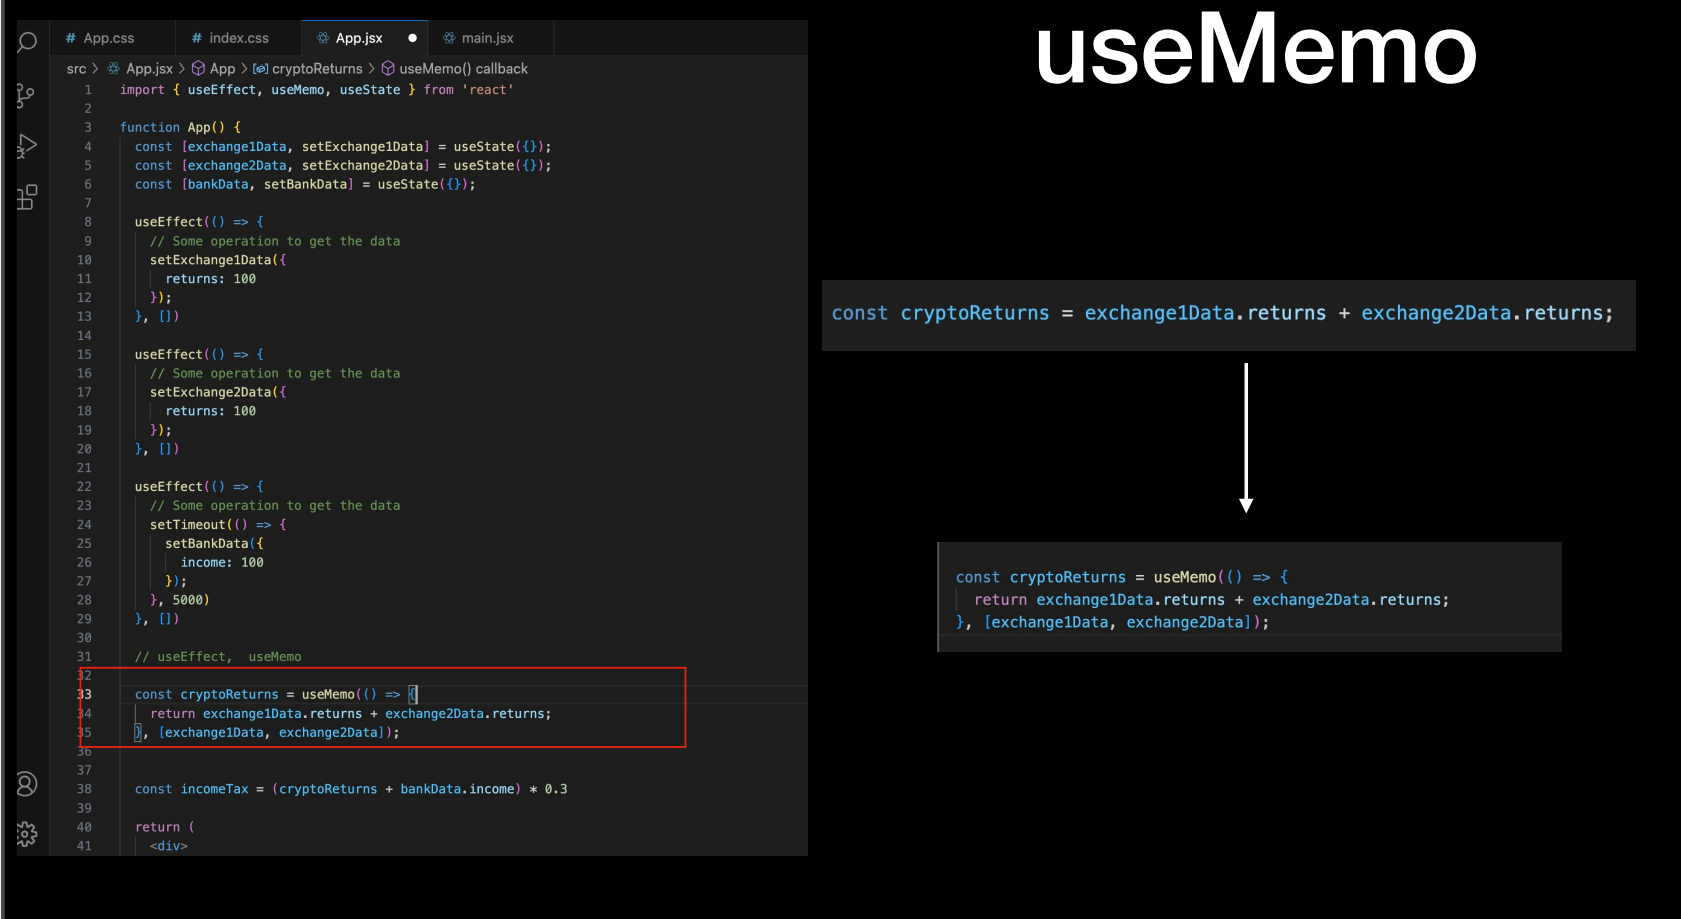 useMemo
# App.css # index.css App.jsx main.jsx
src > App.jsx > App > cryptoReturns > useMemo() callback
1 import { useEffect, useMemo, useState } from 'react'
2
3 function App() {
4 const [exchange1Data, setExchange1Data] = useState({});
5 const [exchange2Data, setExchange2Data] = useState({});
6 const [bankData, setBankData] = useState({});
7
8 useEffect(() => {
9 // Some operation to get the data
10 setExchange1Data({
11 returns: 100
12 });
13 }, [])
14
15 useEffect(() => {
16 // Some operation to get the data
17 setExchange2Data({
18 returns: 100
19 });
20 }, [])
21
22 useEffect(() => {
23 // Some operation to get the data
24 setTimeout(() => {
25 setBankData({
26 income: 100
27 });
28 }, 5000)
29 }, [])
30
31 // useEffect, useMemo
32
33 const cryptoReturns = useMemo(() => {
34 return exchange1Data.returns + exchange2Data.returns;
35 }, [exchange1Data, exchange2Data]);
36
37
38 const incomeTax = (cryptoReturns + bankData.income) * 0.3
39
40 return (
41 <div>
const cryptoReturns = exchange1Data.returns + exchange2Data.returns;
const cryptoReturns = useMemo(() => {
return exchange1Data.returns + exchange2Data.returns;
}, [exchange1Data, exchange2Data]);